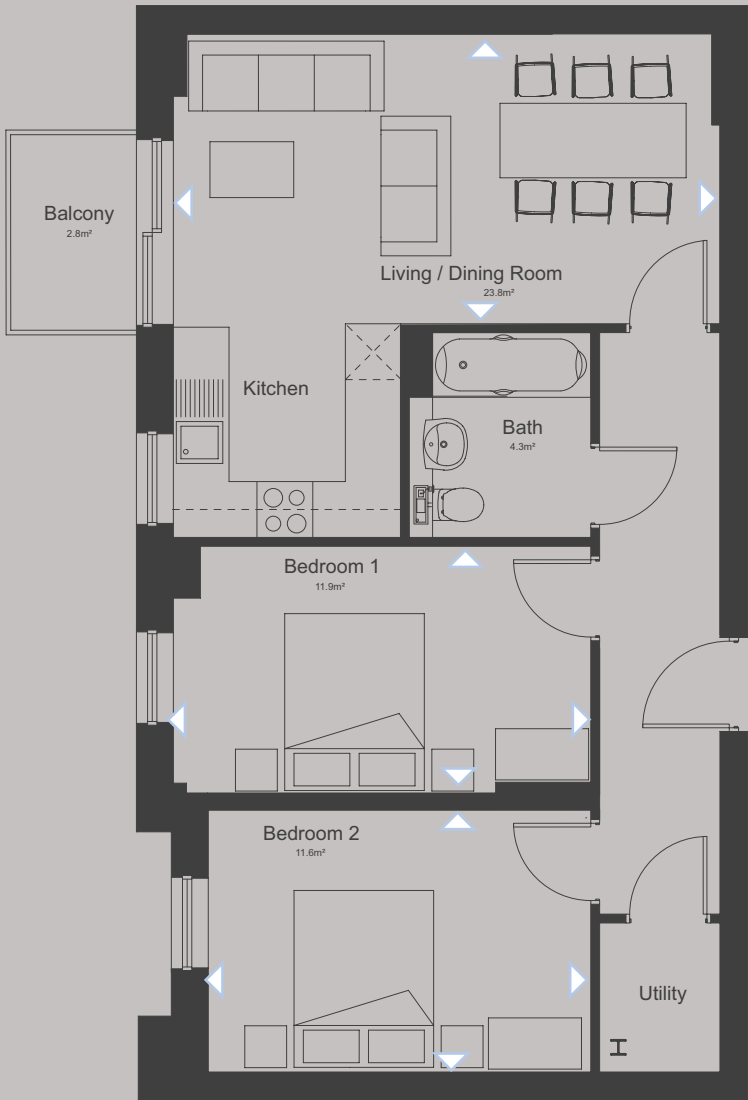 Balcony
2.8m²
Living / Dining Room
23.8m²
Kitchen
Bath
4.3m²
Bedroom 1
11.9m²
Bedroom 2
11.6m²
Utility
H